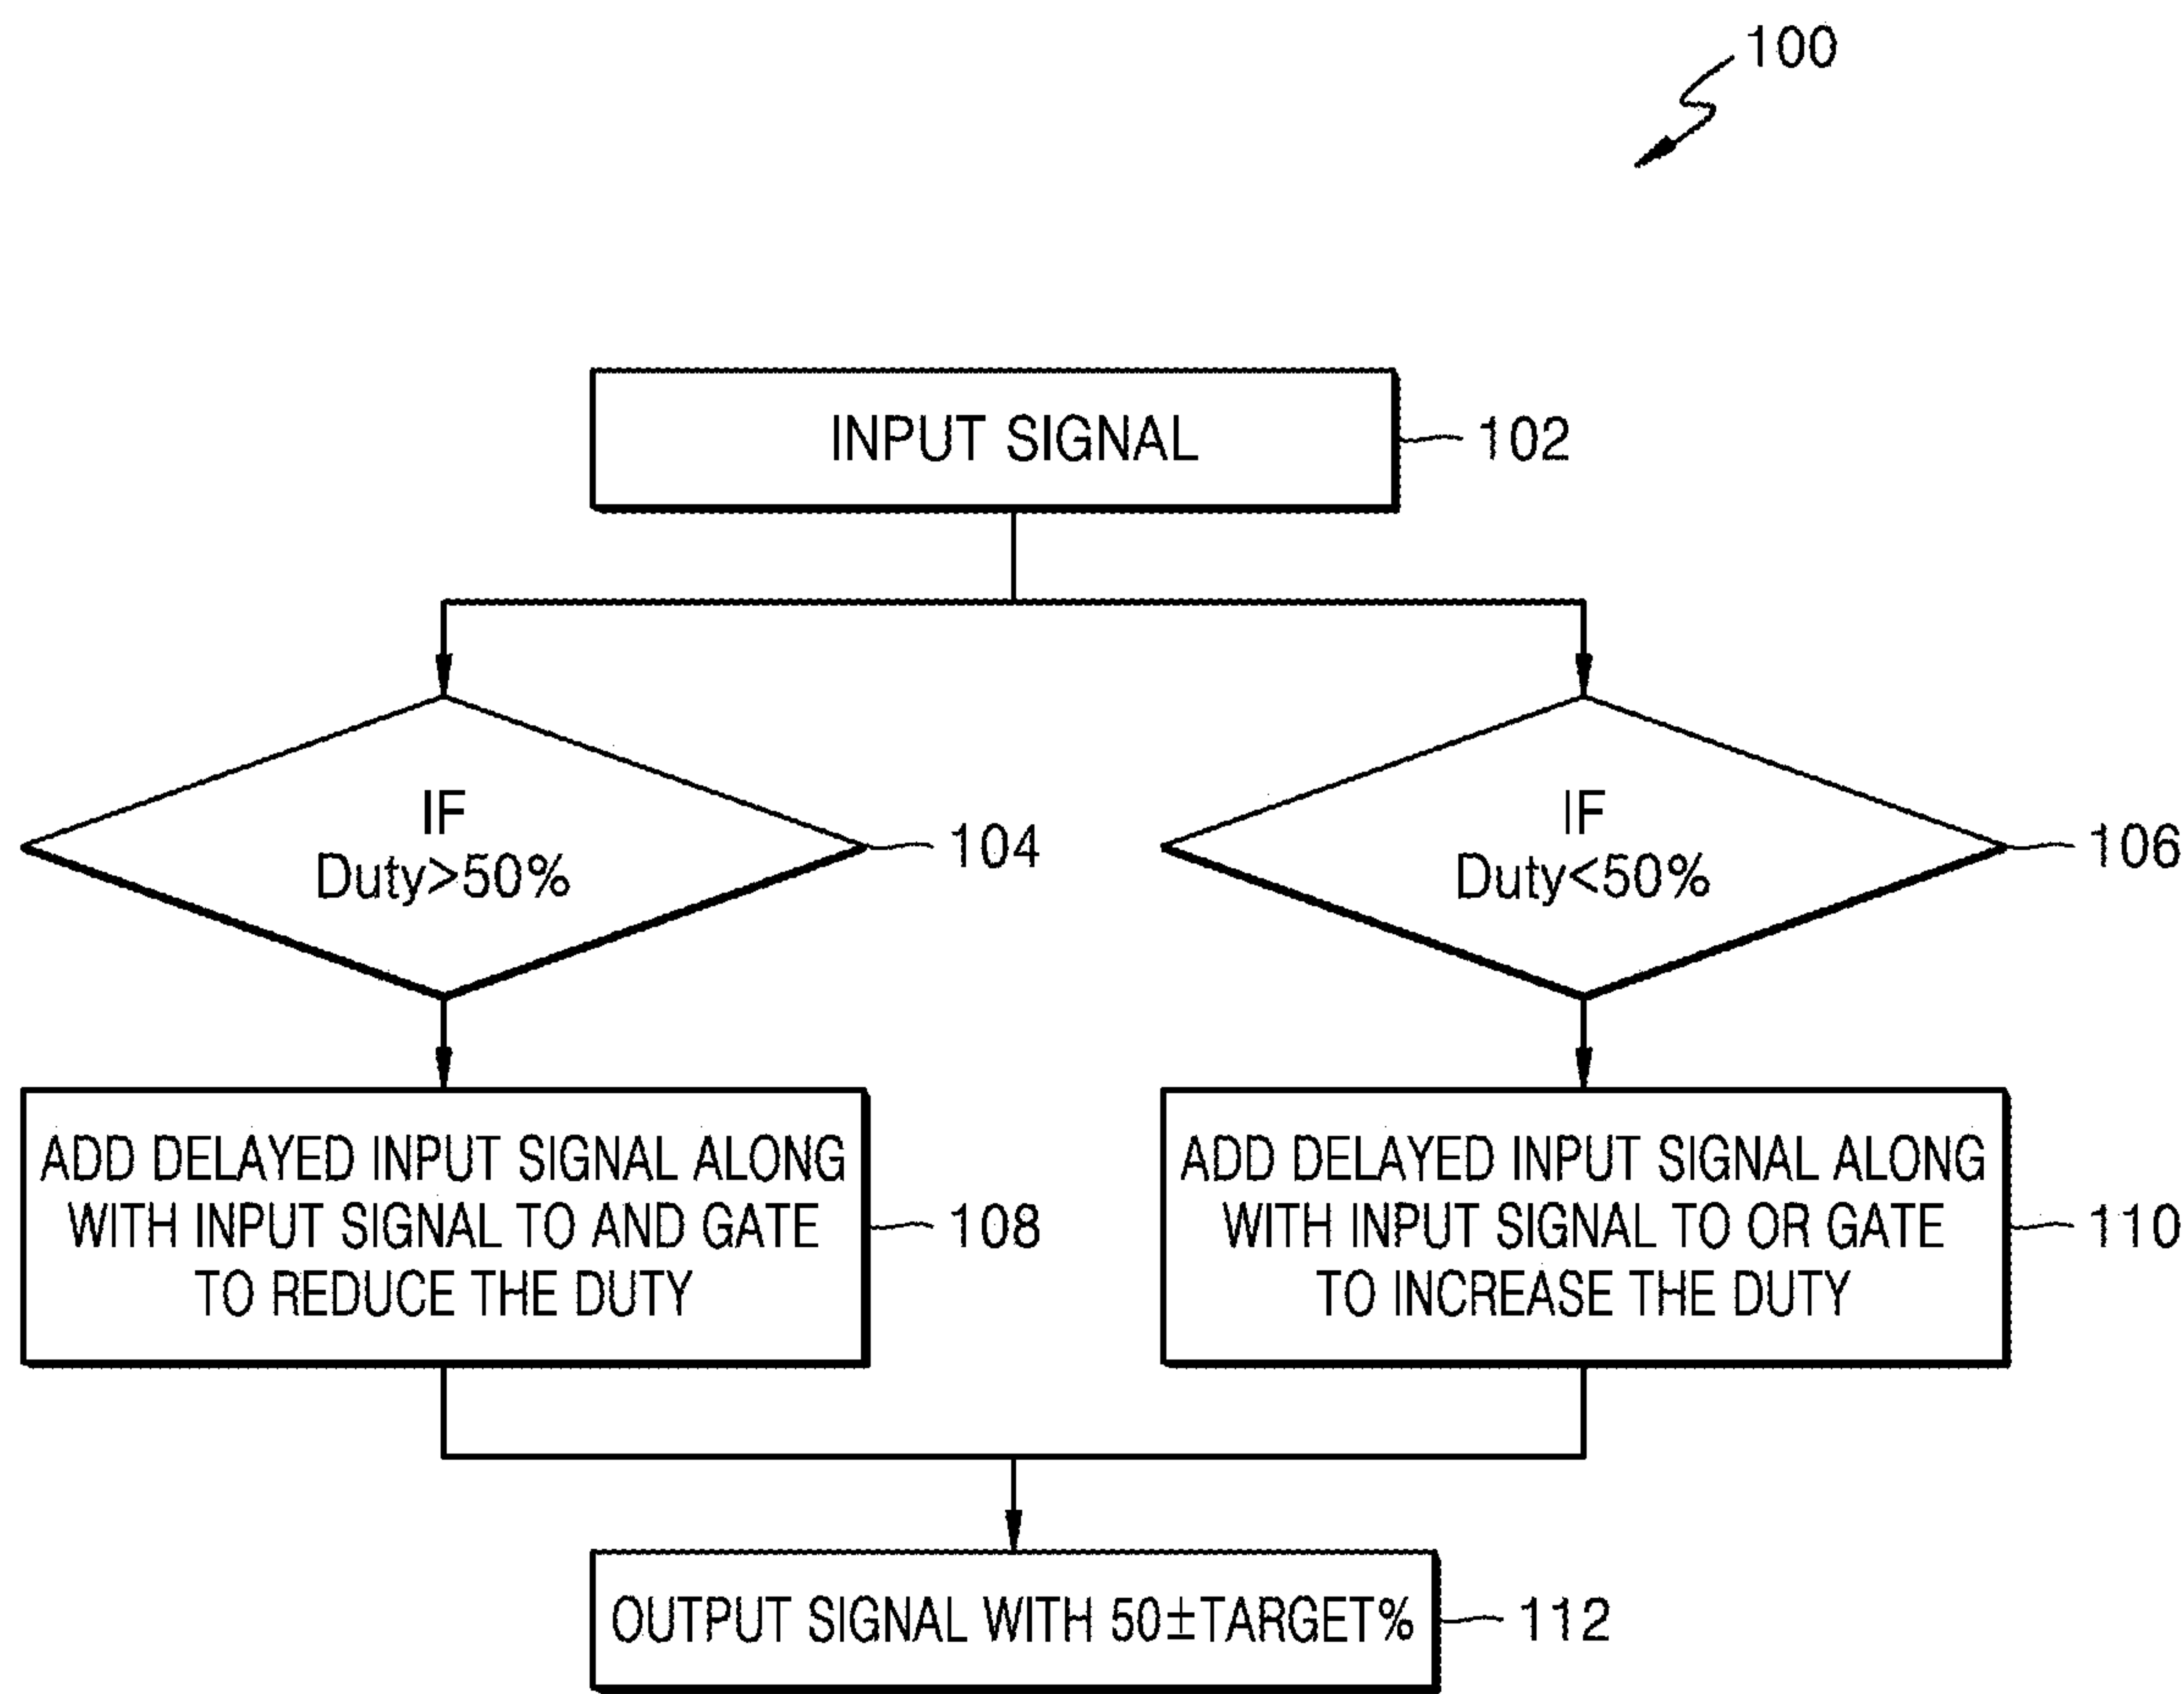 100
INPUT SIGNAL
102
IF
Duty>50%
104
IF
Duty<50%
106
ADD DELAYED INPUT SIGNAL ALONG
WITH INPUT SIGNAL TO AND GATE
TO REDUCE THE DUTY
108
ADD DELAYED INPUT SIGNAL ALONG
WITH INPUT SIGNAL TO OR GATE
TO INCREASE THE DUTY
110
OUTPUT SIGNAL WITH 50±TARGET%
112